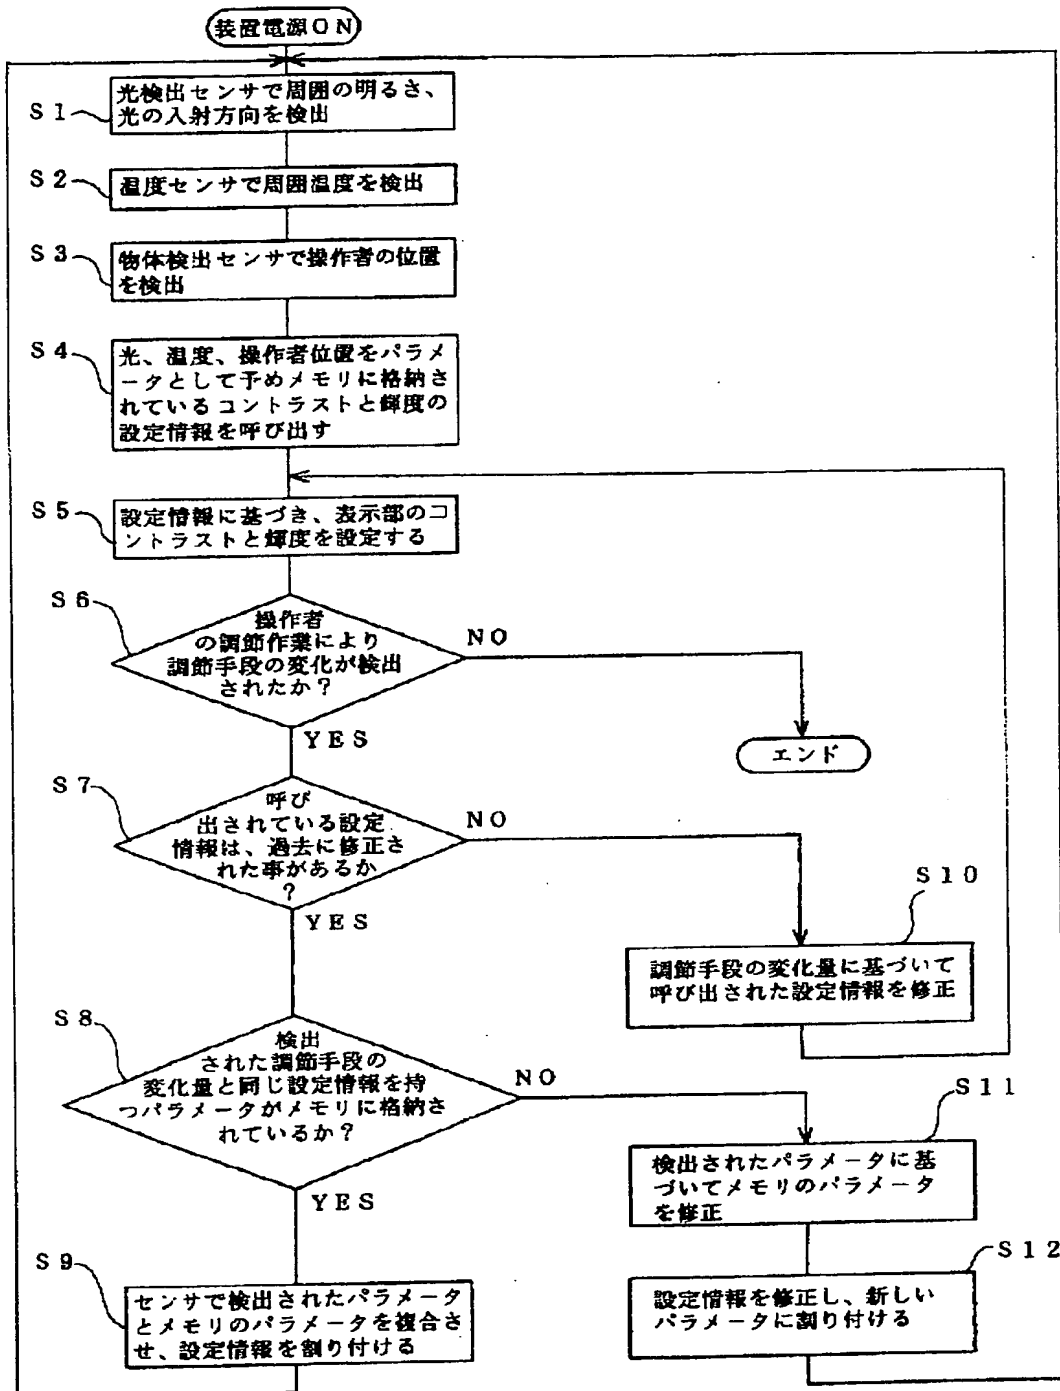 装置電源ON
S1
光検出センサで周囲の明るさ、
光の入射方向を検出
S2
温度センサで周囲温度を検出
S3
物体検出センサで操作者の位置
を検出
S4
光、温度、操作者位置をパラメ
ータとして予めメモリに格納さ
れているコントラストと輝度の
設定情報を呼び出す
S5
設定情報に基づき、表示部のコ
ントラストと輝度を設定する
S6
操作者
の調節作業により
調節手段の変化が検出
されたか？
NO
YES
エンド
S7
呼び
出されている設定
情報は、過去に修正さ
れた事があるか
？
NO
YES
S10
調節手段の変化量に基づいて
呼び出された設定情報を修正
S8
検出
された調節手段の
変化量と同じ設定情報を持
つパラメータがメモリに格納さ
れているか？
NO
YES
S11
検出されたパラメータに基
づいてメモリのパラメータ
を修正
S9
センサで検出されたパラメータ
とメモリのパラメータを複合さ
せ、設定情報を割り付ける
S12
設定情報を修正し、新しい
パラメータに割り付ける